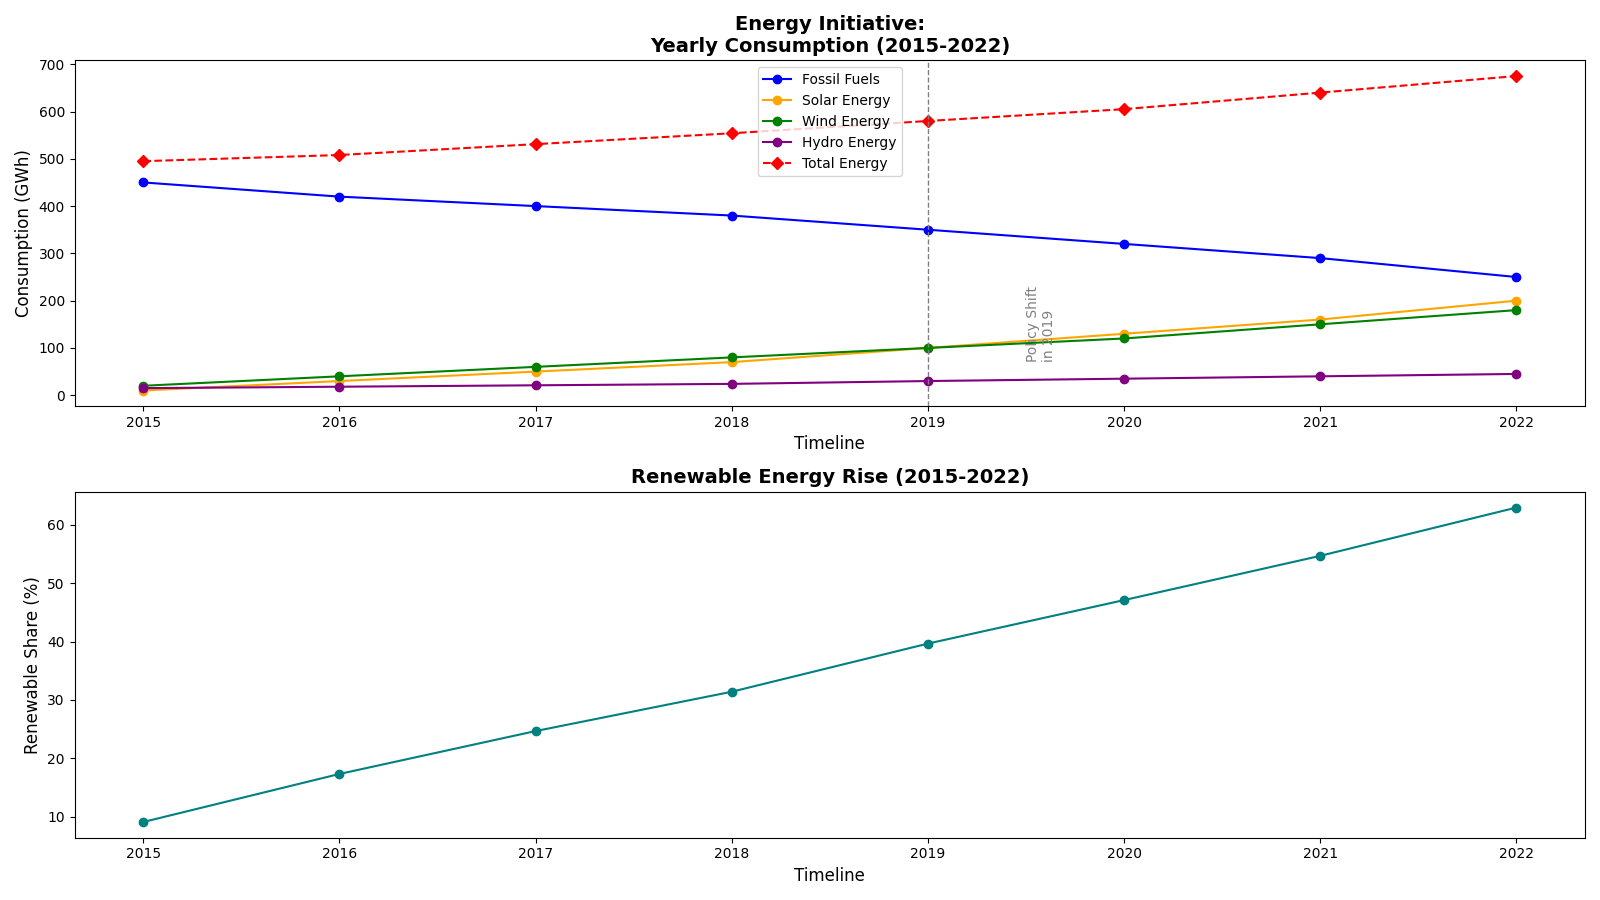 Energy Initiative:
Yearly Consumption (2015-2022)
Consumption (GWh)
700
600
500
400
300
200
100
0
Fossil Fuels
Solar Energy
Wind Energy
Hydro Energy
Total Energy
Policy Shift
in 2019
2015 2016 2017 2018 2019 2020 2021 2022
Timeline
Renewable Energy Rise (2015-2022)
Renewable Share (%)
60
50
40
30
20
10
2015 2016 2017 2018 2019 2020 2021 2022
Timeline